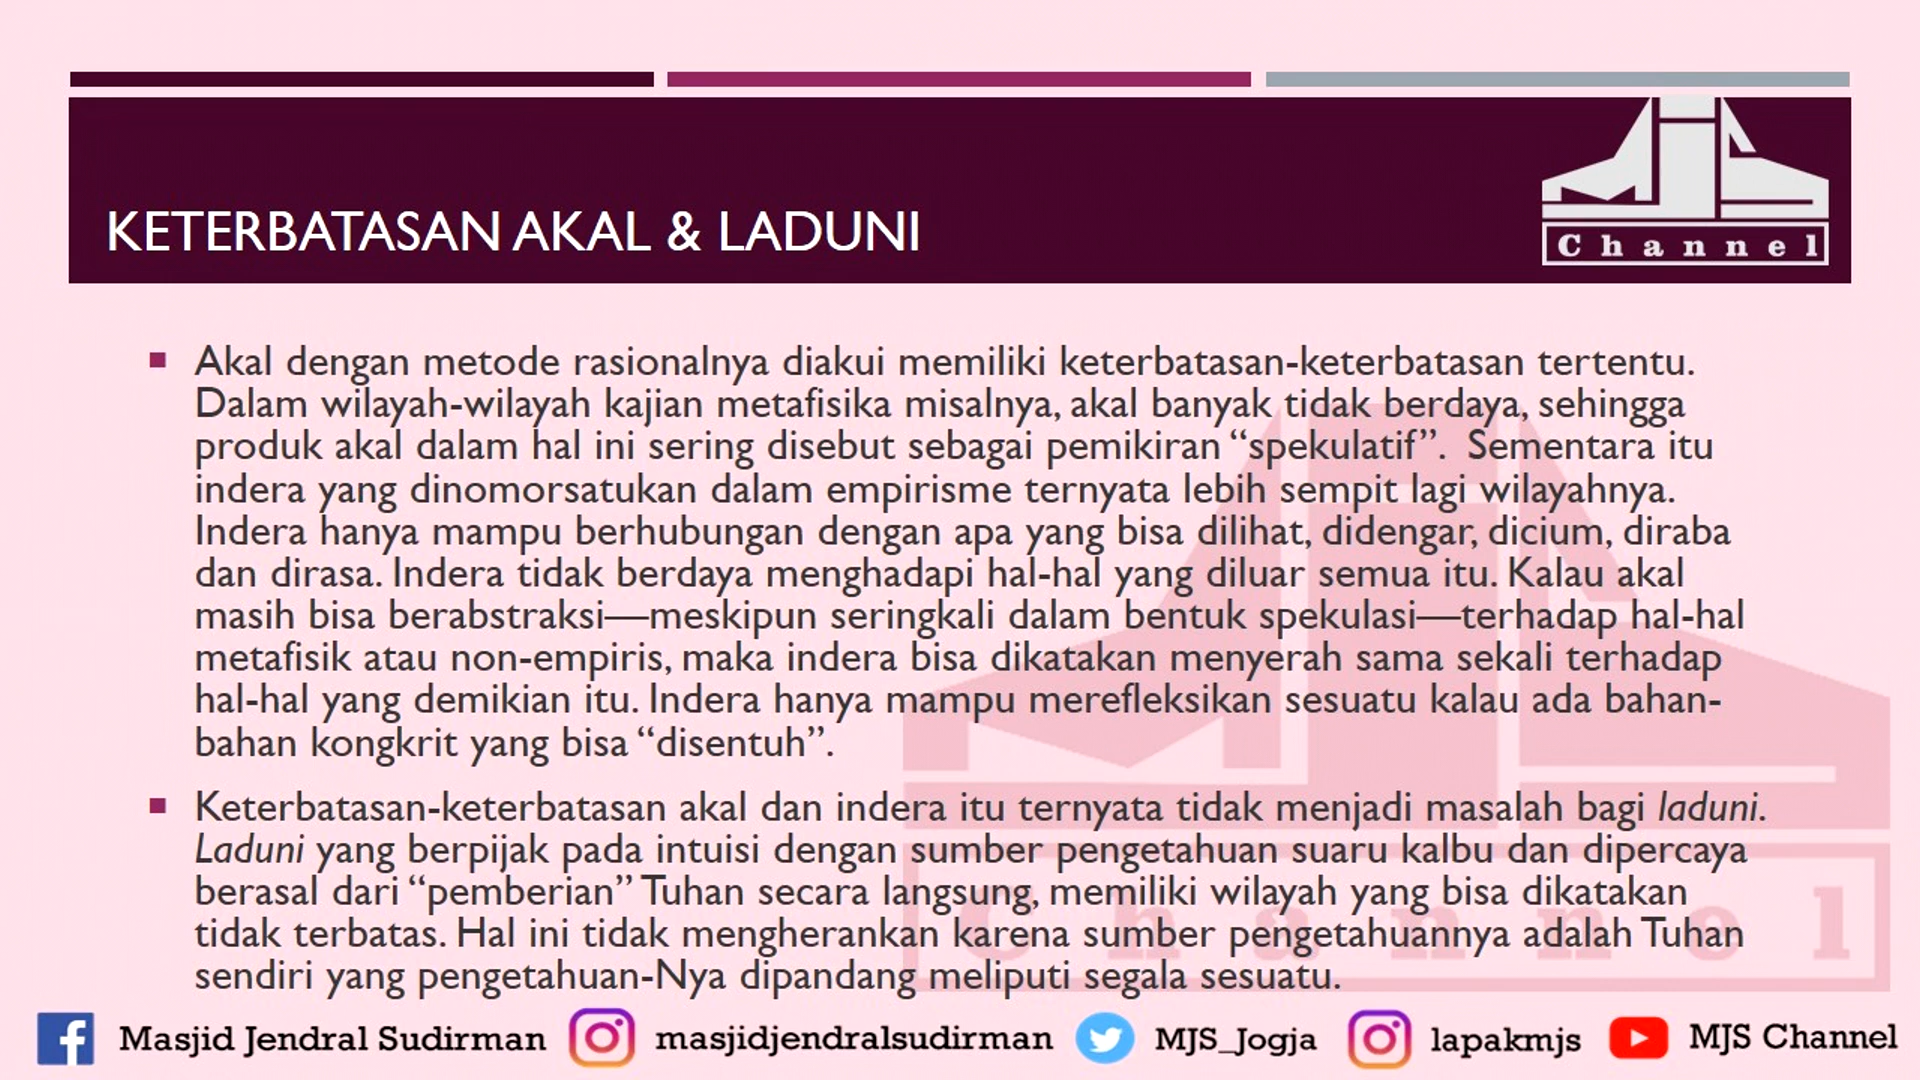 KETERBATASAN AKAL & LADUNI
MJS
Channel
Akal dengan metode rasionalnya diakui memiliki keterbatasan-keterbatasan tertentu.
Dalam wilayah-wilayah kajian metafisika misalnya, akal banyak tidak berdaya, sehingga
produk akal dalam hal ini sering disebut sebagai pemikiran “spekulatif”. Sementara itu
indera yang dinomorsatukan dalam empirisme ternyata lebih sempit lagi wilayahnya.
Indera hanya mampu berhubungan dengan apa yang bisa dilihat, didengar, dicium, diraba
dan dirasa. Indera tidak berdaya menghadapi hal-hal yang diluar semua itu. Kalau akal
masih bisa berabstraksi—meskipun seringkali dalam bentuk spekulasi—terhadap hal-hal
metafisik atau non-empiris, maka indera bisa dikatakan menyerah sama sekali terhadap
hal-hal yang demikian itu. Indera hanya mampu merefleksikan sesuatu kalau ada bahan-
bahan kongkrit yang bisa “disentuh”.
Keterbatasan-keterbatasan akal dan indera itu ternyata tidak menjadi masalah bagi laduni.
Laduni yang berpijak pada intuisi dengan sumber pengetahuan suaru kalbu dan dipercaya
berasal dari “pemberian” Tuhan secara langsung, memiliki wilayah yang bisa dikatakan
tidak terbatas. Hal ini tidak mengherankan karena sumber pengetahuannya adalah Tuhan
sendiri yang pengetahuan-Nya dipandang meliputi segala sesuatu.
Channel
Masjid Jendral Sudirman masjidjendralsudirman MJS_Jogja lapakmjs MJS Channel